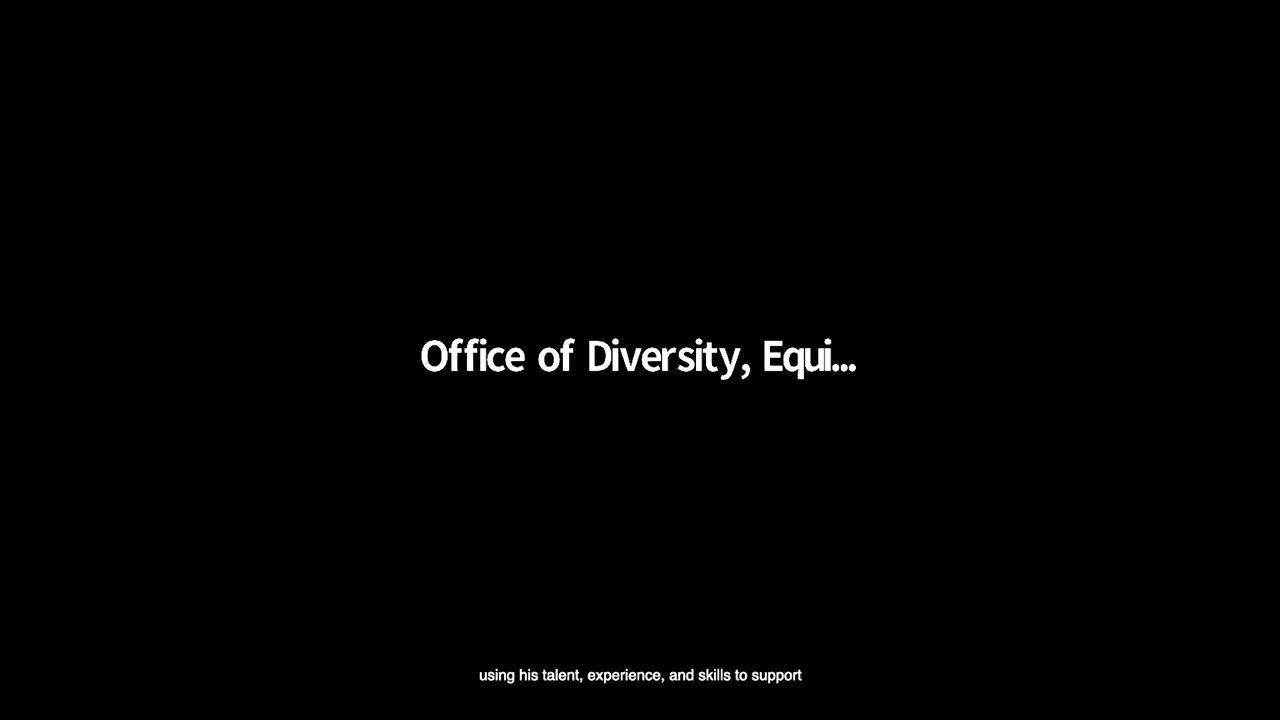 Office of Diversity, Equi...
using his talent, experience, and skills to support